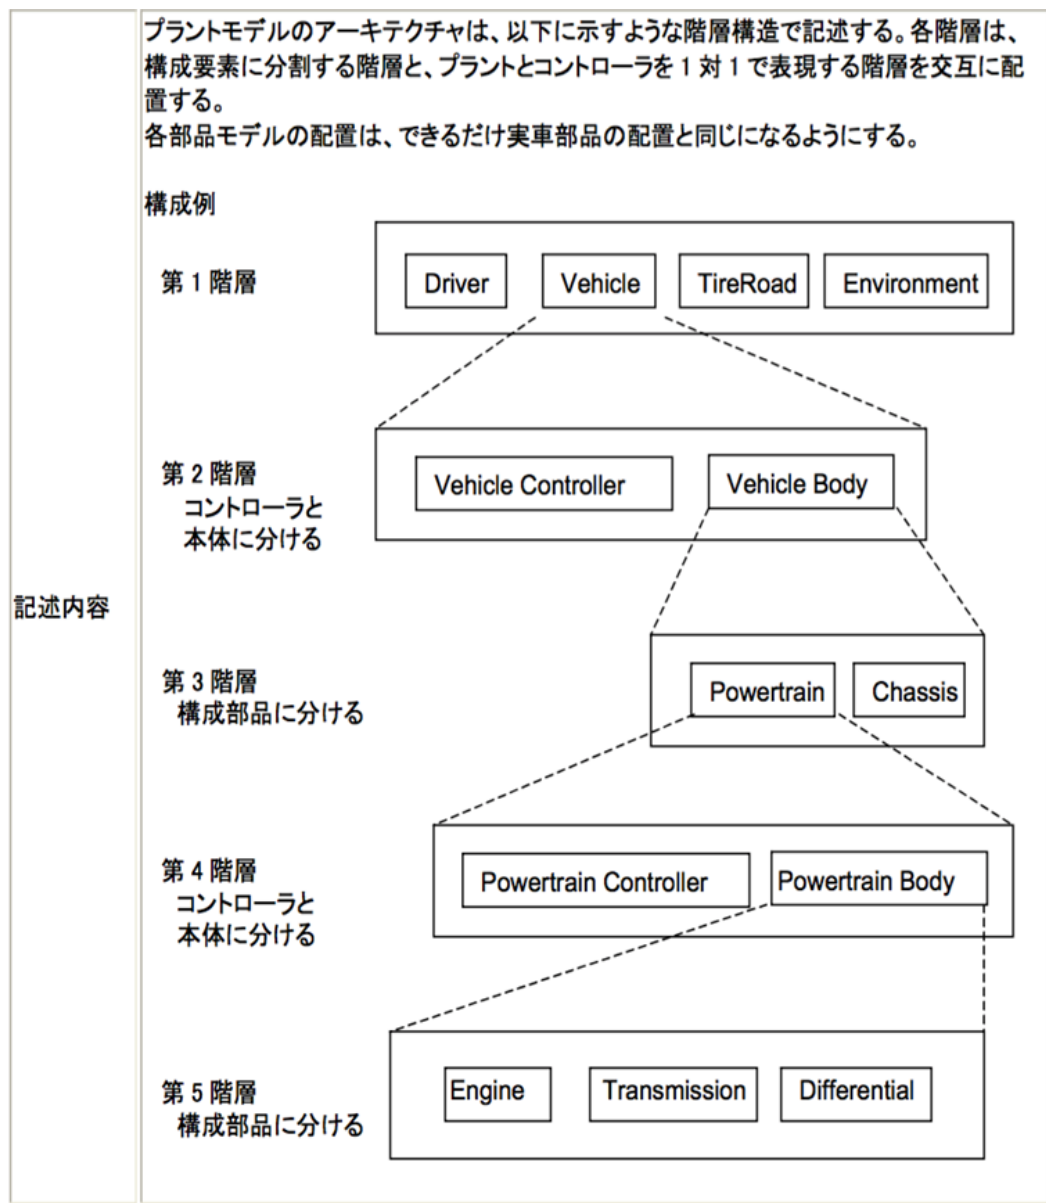 プラントモデルのアーキテクチャは、以下に示すような階層構造で記述する。各階層は、
構成要素に分割する階層と、プラントとコントローラを 1 対 1 で表現する階層を交互に配
置する。
各部品モデルの配置は、できるだけ実車部品の配置と同じになるようにする。
構成例
第 1 階層
Driver
Vehicle
TireRoad
Environment
第 2 階層
コントローラと
本体に分ける
Vehicle Controller
Vehicle Body
記述内容
第 3 階層
構成部品に分ける
Powertrain
Chassis
第 4 階層
コントローラと
本体に分ける
Powertrain Controller
Powertrain Body
第 5 階層
構成部品に分ける
Engine
Transmission
Differential